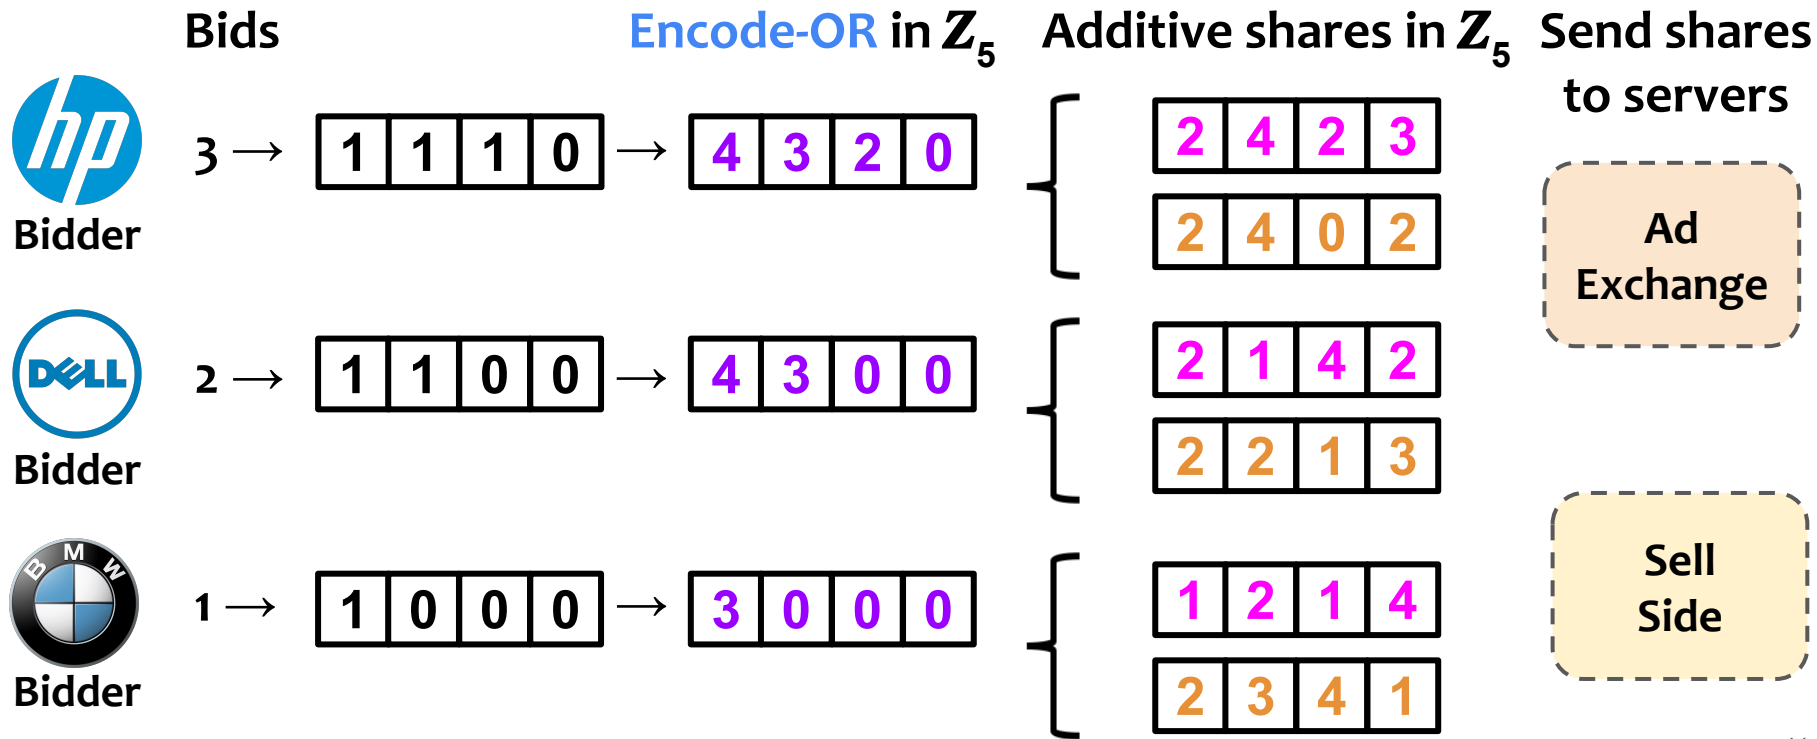 Bids
Encode-OR in Z5
Additive shares in Z5
Send shares
to servers
hp
Bidder
3 → 1 1 1 0 → 4 3 2 0
2 4 2 3
2 4 0 2
Ad
Exchange
DELL
Bidder
2 → 1 1 0 0 → 4 3 0 0
2 1 4 2
2 2 1 3
BMW
Bidder
1 → 1 0 0 0 → 3 0 0 0
1 2 1 4
2 3 4 1
Sell
Side